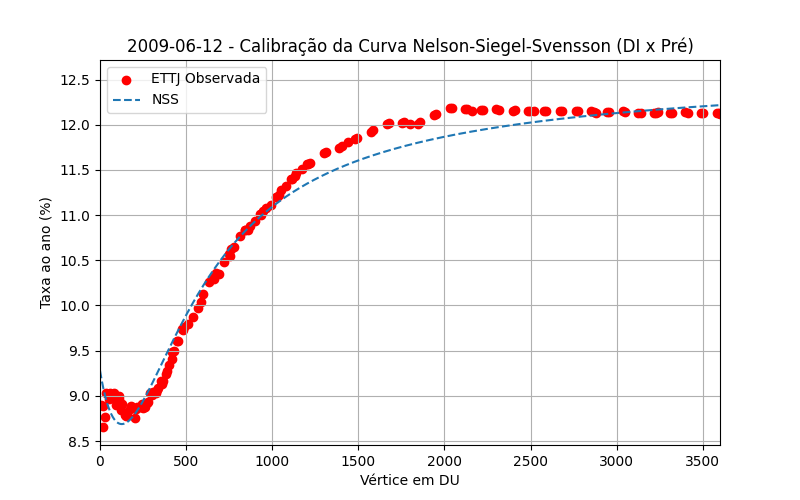 2009-06-12 - Calibração da Curva Nelson-Siegel-Svensson (DI x Pré)
ETTJ Observada
NSS
Taxa ao ano (%)
12.5
12.0
11.5
11.0
10.5
10.0
9.5
9.0
8.5
0 500 1000 1500 2000 2500 3000 3500
Vértice em DU